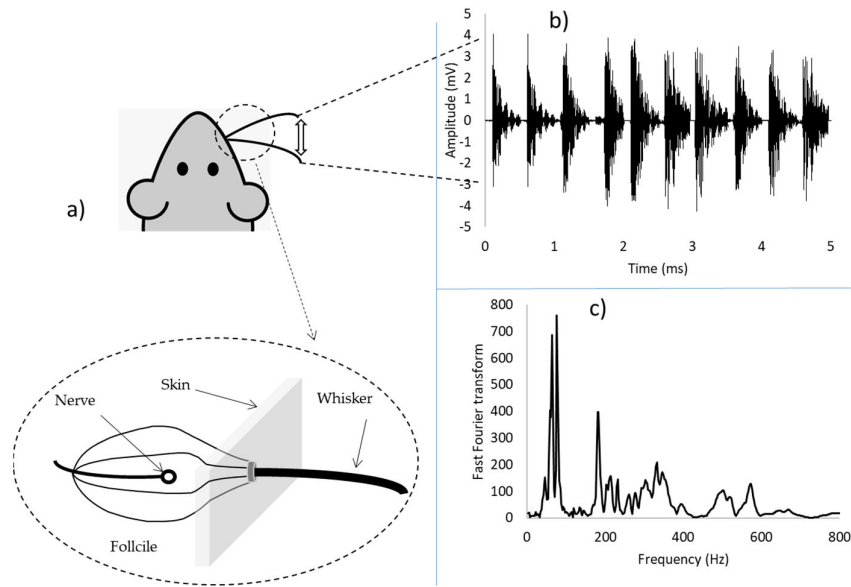 a)
Skin
Nerve
Whisker
Follcile
b)
Amplitude (mV)
5
4
3
2
1
0
-1
-2
-3
-4
-5
0 1 2 3 4 5
Time (ms)
c)
Fast Fourier transform
800
700
600
500
400
300
200
100
0
0 200 400 600 800
Frequency (Hz)